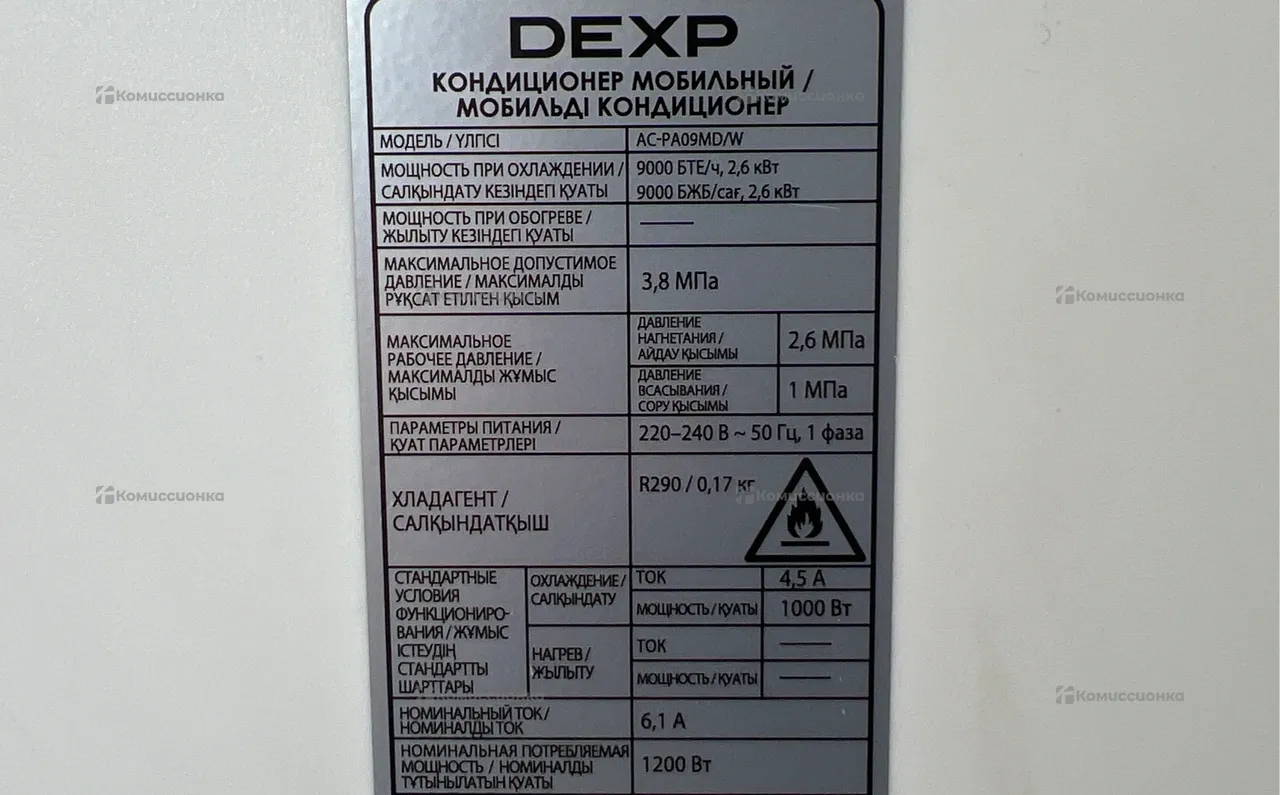 DEXP
КОНДИЦИОНЕР МОБИЛЬНЫЙ /
МОБИЛЬДІ КОНДИЦИОНЕР
МОДЕЛЬ / ҮЛГІСІ
AC-PA09MD/W
МОЩНОСТЬ ПРИ ОХЛАЖДЕНИИ /
САЛҚЫНДАТУ КЕЗІНДЕГІ ҚУАТЫ
9000 БТЕ/ч, 2,6 кВт
9000 БЖБ/сағ, 2,6 кВт
МОЩНОСТЬ ПРИ ОБОГРЕВЕ /
ЖЫЛЫТУ КЕЗІНДЕГІ ҚУАТЫ
——
МАКСИМАЛЬНОЕ ДОПУСТИМОЕ
ДАВЛЕНИЕ / МАКСИМАЛДЫ
РҰҚСАТ ЕТІЛГЕН ҚЫСЫМ
3,8 МПа
МАКСИМАЛЬНОЕ
РАБОЧЕЕ ДАВЛЕНИЕ /
МАКСИМАЛДЫ ЖҰМЫС
ҚЫСЫМЫ
ДАВЛЕНИЕ
НАГНЕТАНИЯ /
АЙДАУ ҚЫСЫМЫ
2,6 МПа
ДАВЛЕНИЕ
ВСАСЫВАНИЯ /
СОРУ ҚЫСЫМЫ
1 МПа
ПАРАМЕТРЫ ПИТАНИЯ /
ҚУАТ ПАРАМЕТРЛЕРІ
220–240 В ~ 50 Гц, 1 фаза
ХЛАДАГЕНТ /
САЛҚЫНДАТҚЫШ
R290 / 0,17 кг
СТАНДАРТНЫЕ
УСЛОВИЯ
ФУНКЦИОНИРО-
ВАНИЯ / ЖҰМЫС
ІСТЕУДІҢ
СТАНДАРТТЫ
ШАРТТАРЫ
ОХЛАЖДЕНИЕ /
САЛҚЫНДАТУ
ТОК
4,5 А
МОЩНОСТЬ / ҚУАТЫ
1000 Вт
НАГРЕВ /
ЖЫЛЫТУ
ТОК
——
МОЩНОСТЬ / ҚУАТЫ
——
НОМИНАЛЬНЫЙ ТОК /
НОМИНАЛДЫ ТОК
6,1 А
НОМИНАЛЬНАЯ ПОТРЕБЛЯЕМАЯ
МОЩНОСТЬ / НОМИНАЛДЫ
ТҰТЫНЫЛАТЫН ҚУАТЫ
1200 Вт
Комиссионка
Комиссионка
Комиссионка
Комиссионка
Комиссионка
Комиссионка
Комиссионка
Комиссионка